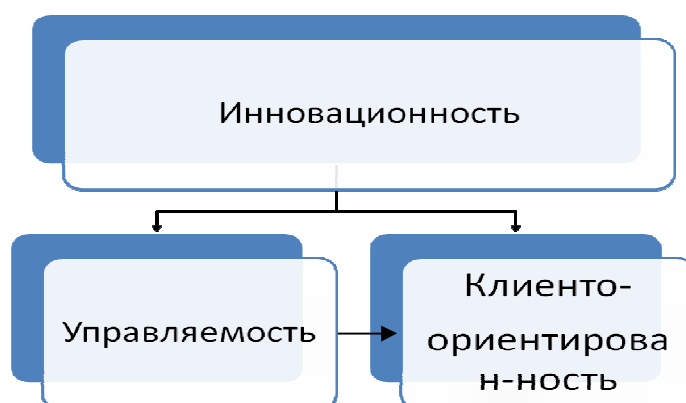 Инновационность
Управляемость
Клиенто-
ориентирова
н-ность